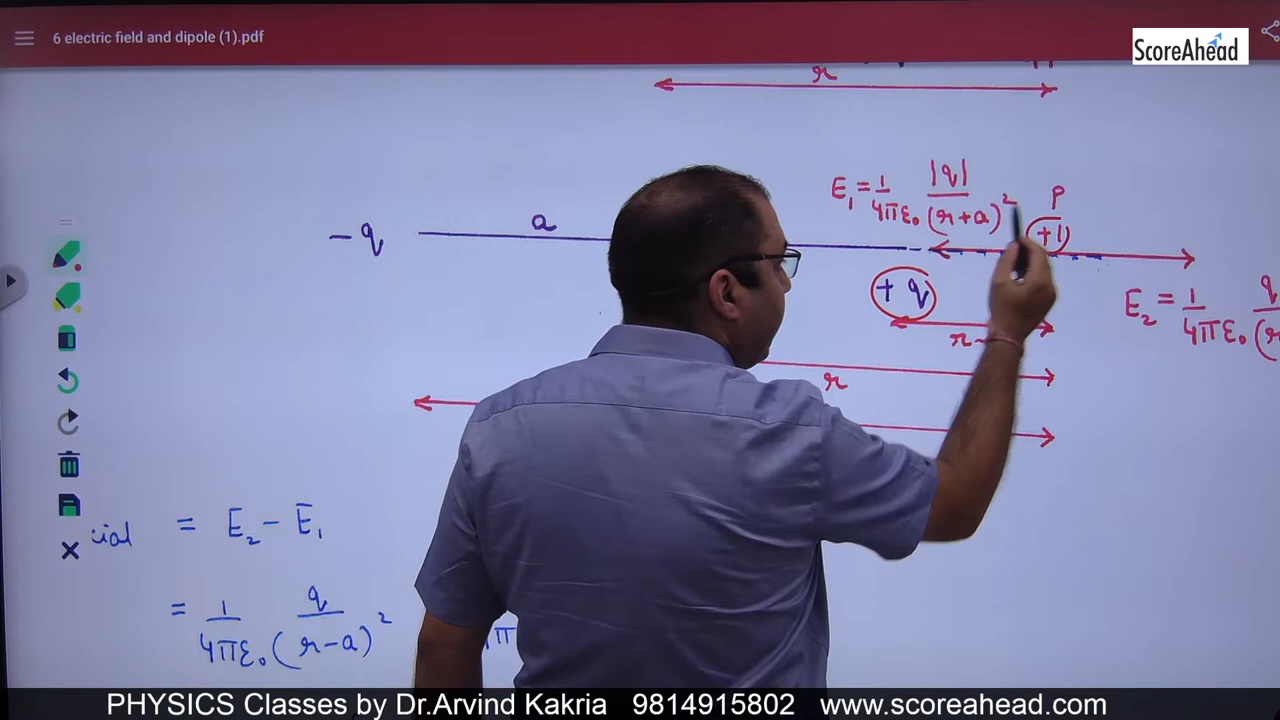 6 electric field and dipole (1).pdf
ScoreAhead
r
E₁ = 1/4πε₀ |q|/(r+a)²
P
a
- q
+1
+ q
E₂ = 1/4πε₀ q
r-
r
cial = E₂ - E₁
= 1/4πε₀ q/(r-a)²
PHYSICS Classes by Dr.Arvind Kakria 9814915802 www.scoreahead.com